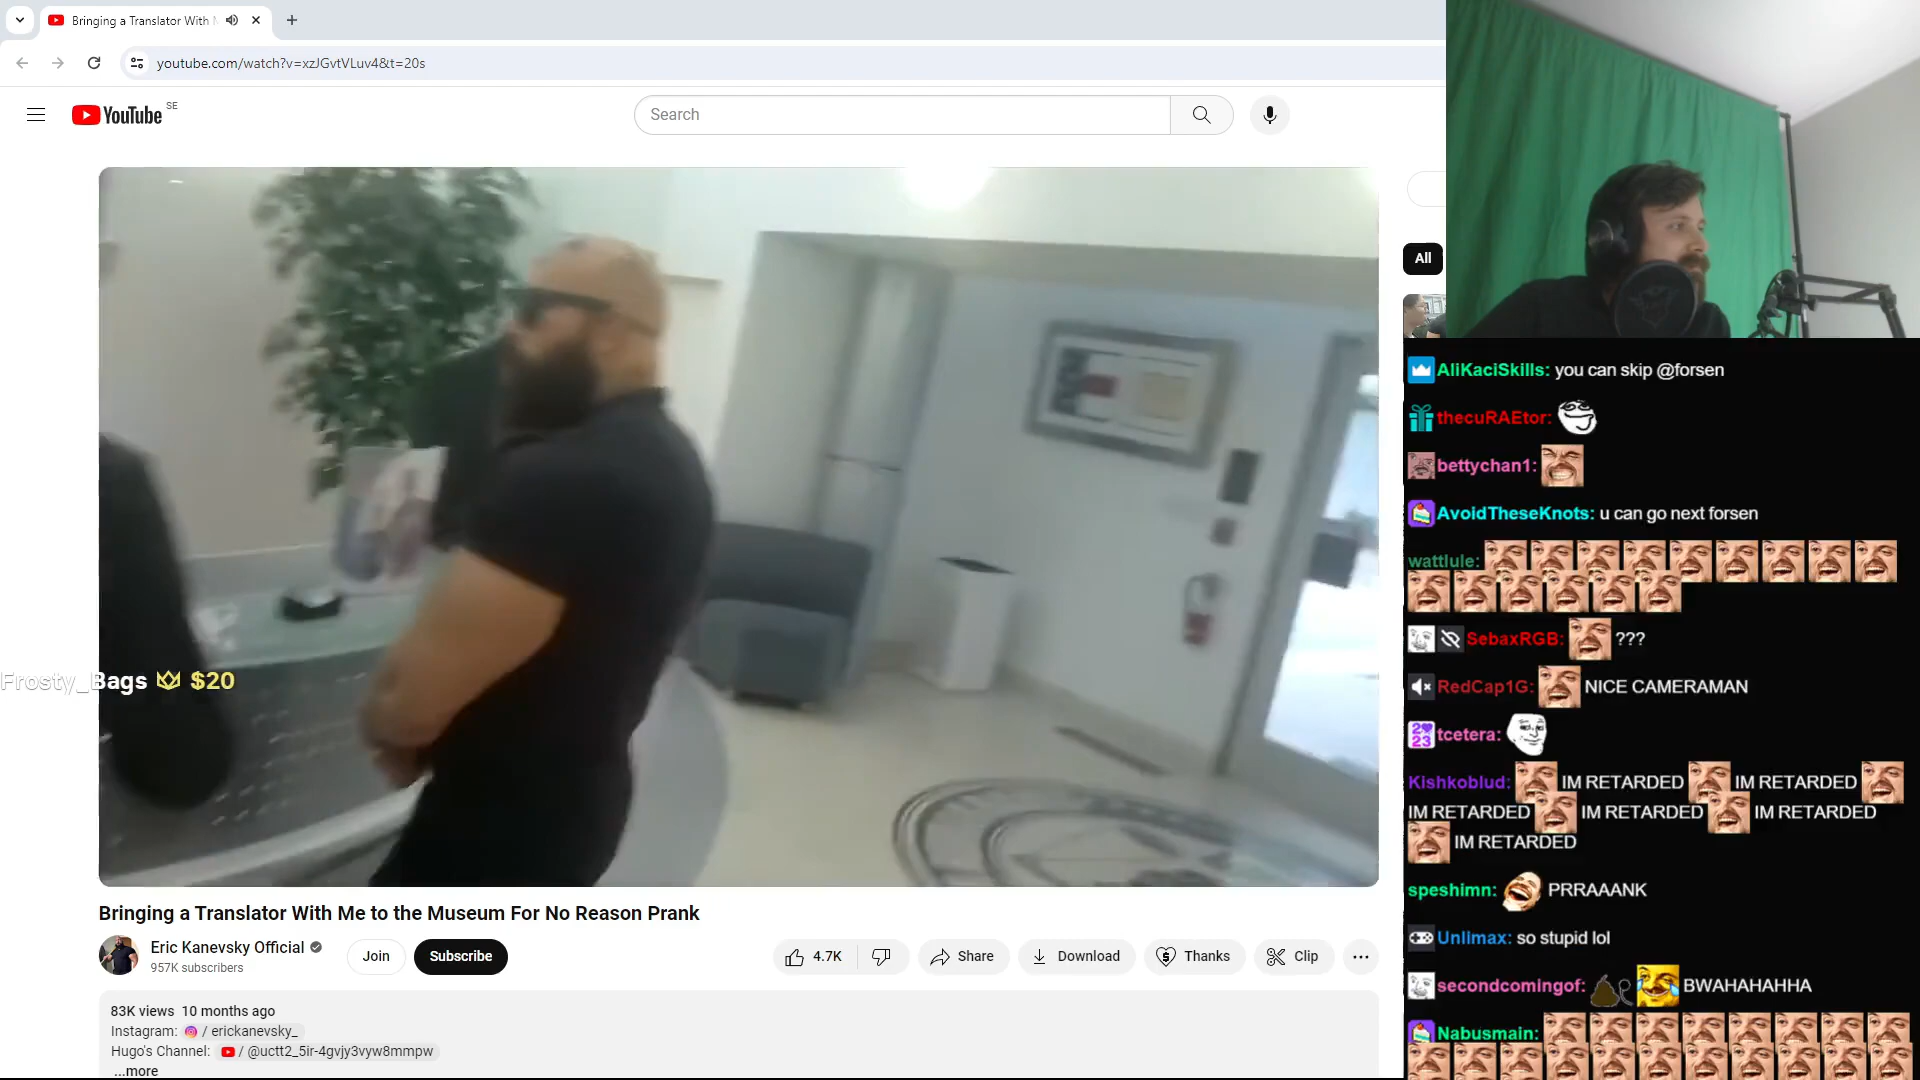 Bringing a Translator With M
youtube.com/watch?v=xzJGvtVLuv4&t=20s
YouTube SE
Search
All
Frosty_Bags $20
Bringing a Translator With Me to the Museum For No Reason Prank
Eric Kanevsky Official
957K subscribers
Join
Subscribe
4.7K
Share
Download
Thanks
Clip
83K views 10 months ago
Instagram: / erickanevsky_
Hugo's Channel: / @uctt2_5ir-4gvjy3vyw8mmpw
...more
AliKaciSkills: you can skip @forsen
thecuRAEtor:
bettychan1:
AvoidTheseKnots: u can go next forsen
wattlule:
SebaxRGB: ???
RedCap1G: NICE CAMERAMAN
2023 tcetera:
Kishkoblud: IM RETARDED IM RETARDED
IM RETARDED IM RETARDED IM RETARDED
IM RETARDED
speshimn: PRRAAANK
Unlimax: so stupid lol
secondcomingof: BWAHAHAHHA
Nabusmain: